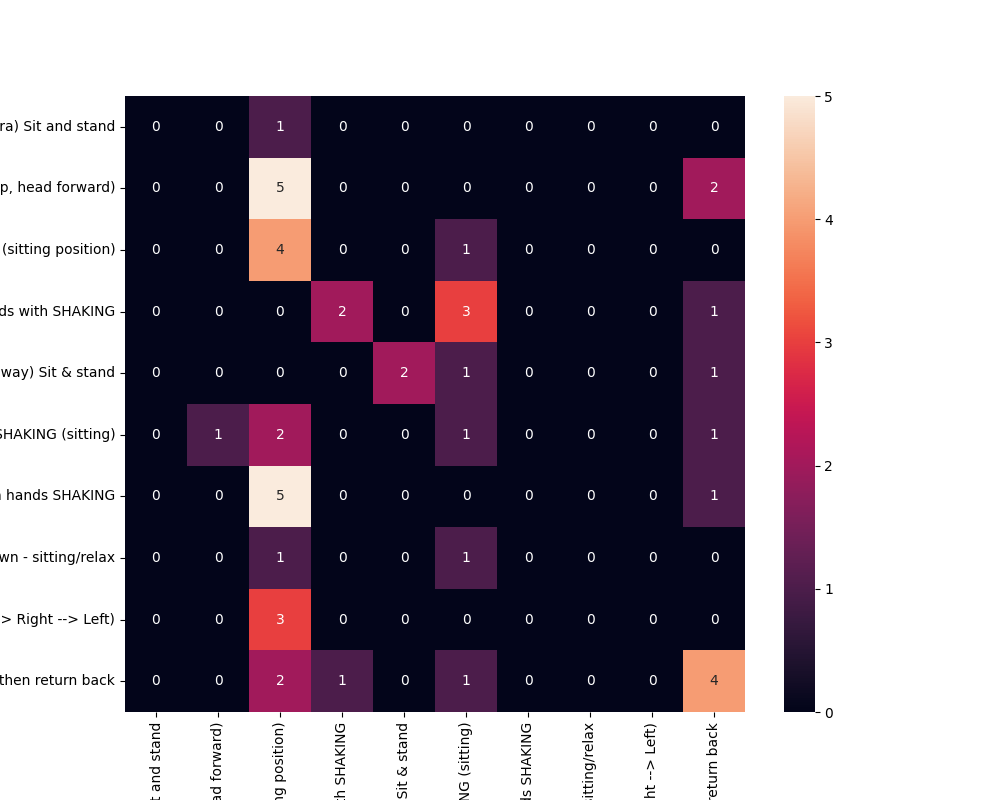 ra) Sit and stand 0 0 1 0 0 0 0 0 0 0 5
p, head forward) 0 0 5 0 0 0 0 0 0 2
(sitting position) 0 0 4 0 0 1 0 0 0 0 4
ds with SHAKING 0 0 0 2 0 3 0 0 0 1 3
way) Sit & stand 0 0 0 0 2 1 0 0 0 1
SHAKING (sitting) 0 1 2 0 0 1 0 0 0 1 2
hands SHAKING 0 0 5 0 0 0 0 0 0 1
wn - sitting/relax 0 0 1 0 0 1 0 0 0 0 1
> Right --> Left) 0 0 3 0 0 0 0 0 0 0
then return back 0 0 2 1 0 1 0 0 0 4 0
t and stand
ad forward)
ng position)
th SHAKING
Sit & stand
NG (sitting)
ds SHAKING
sitting/relax
ht --> Left)
return back